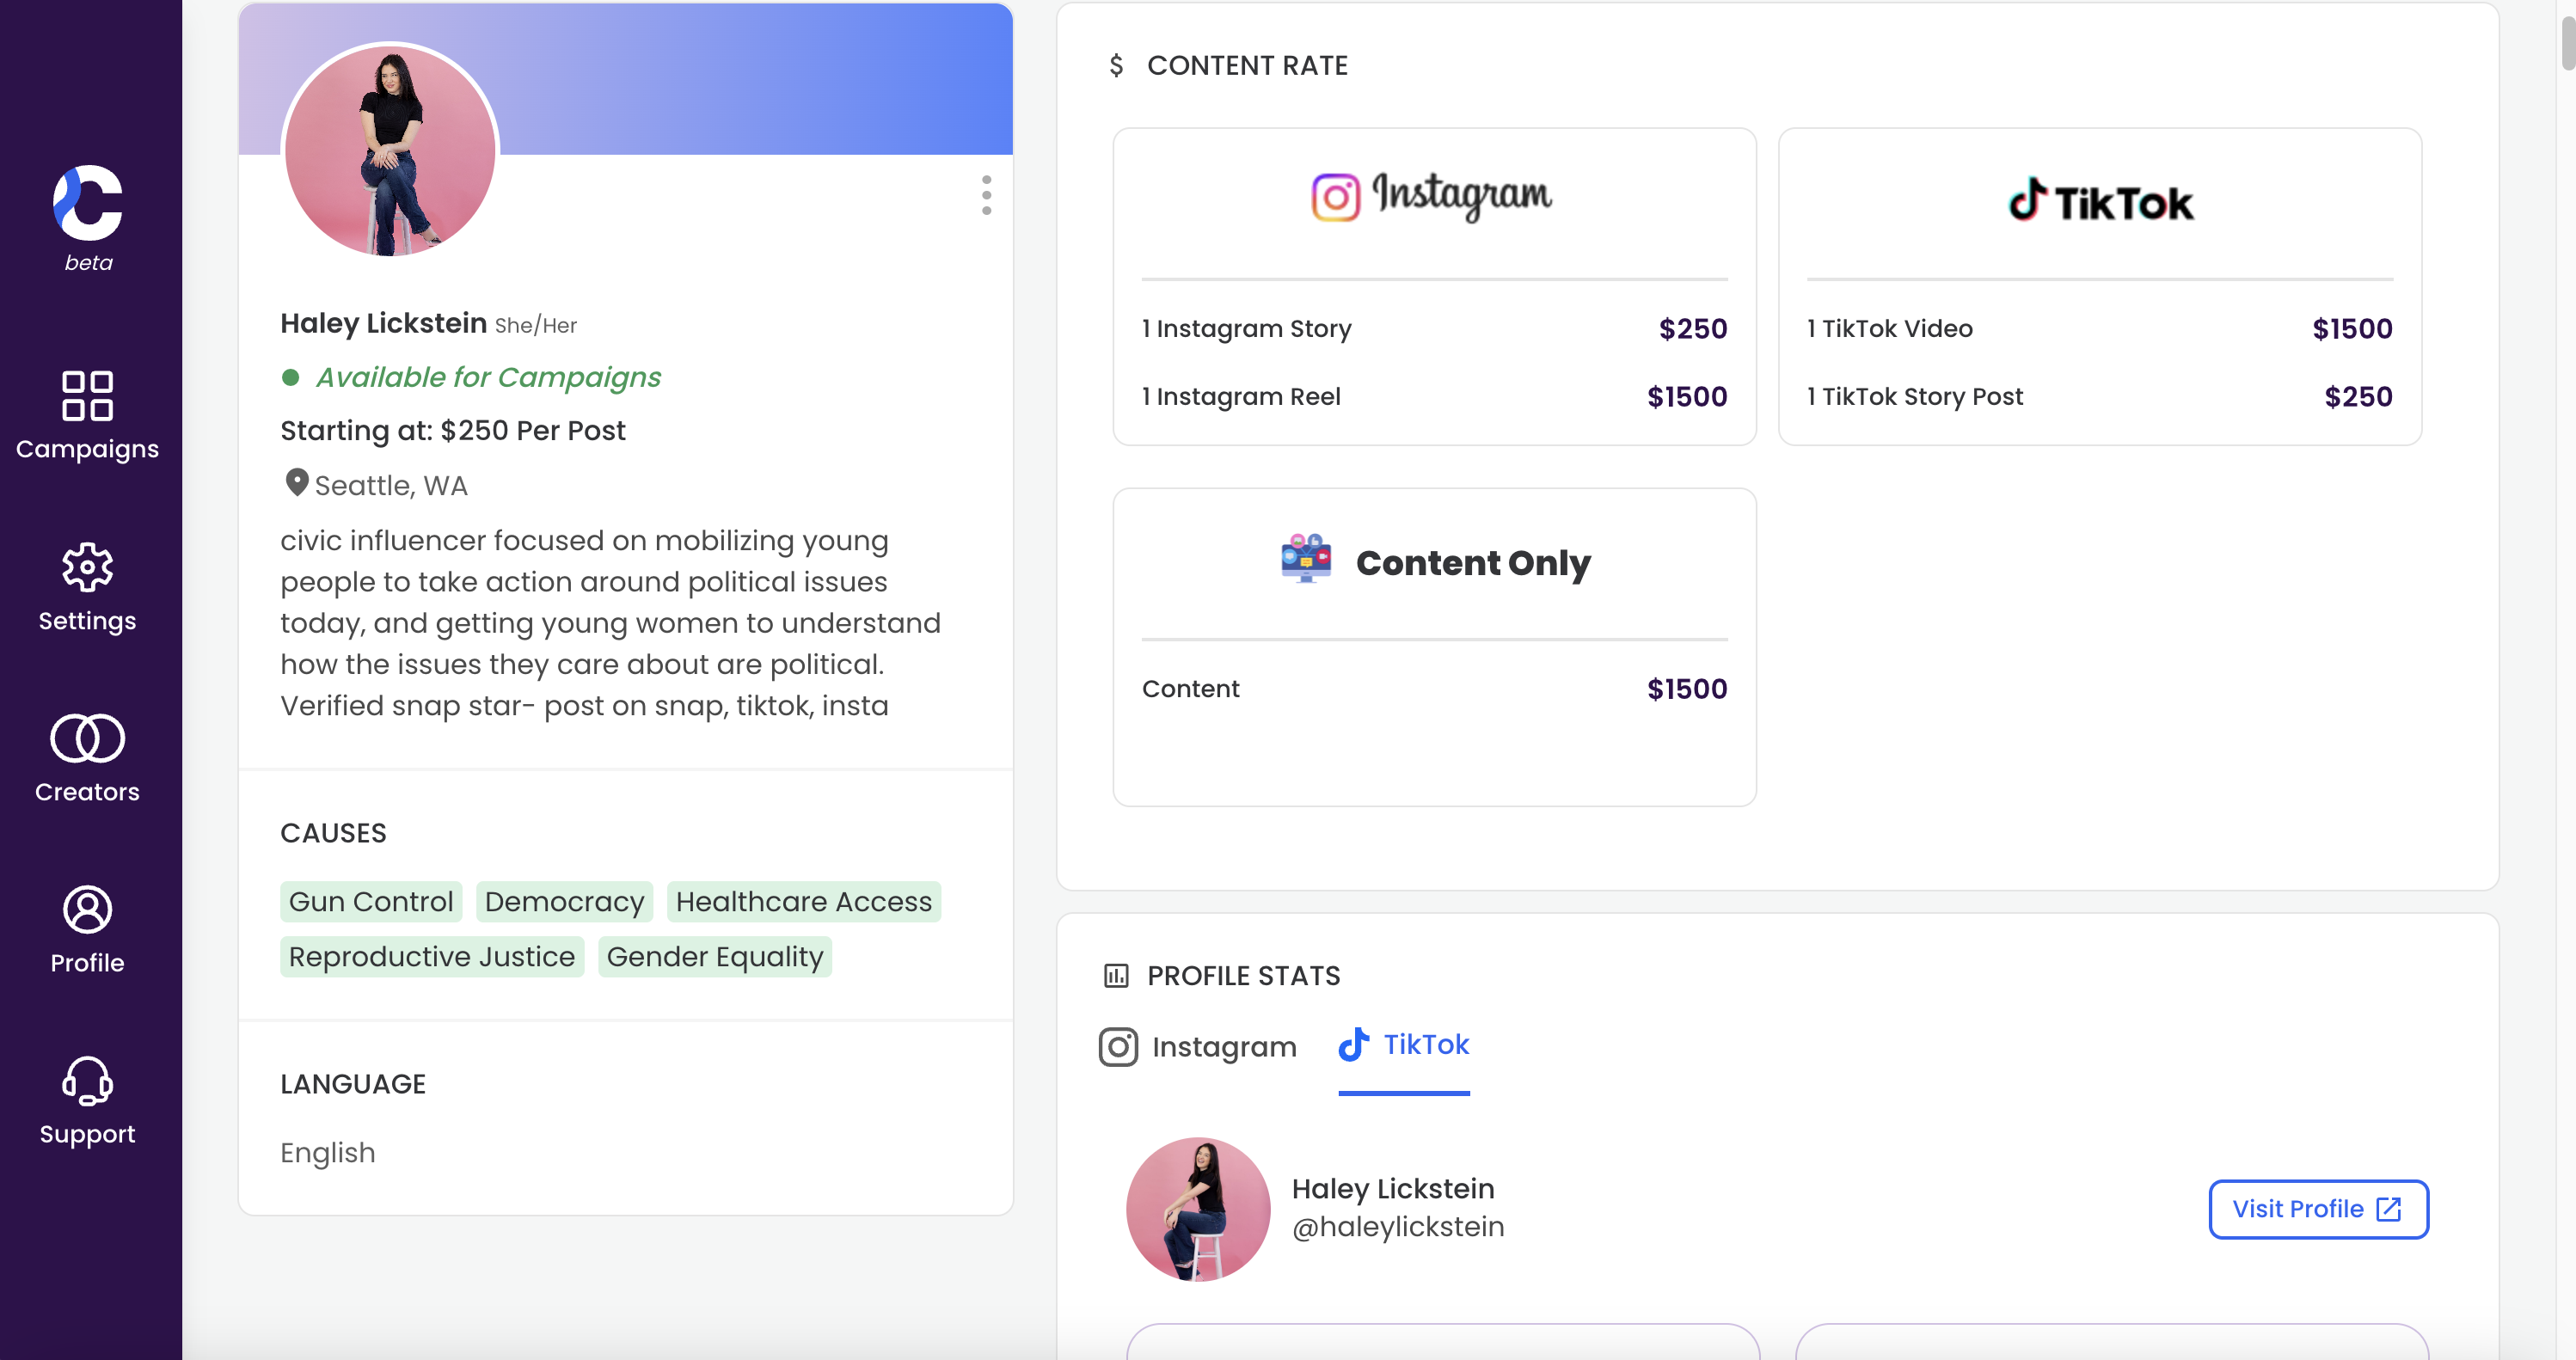 beta
Campaigns
Settings
Creators
Profile
Support
Haley Lickstein She/Her
Available for Campaigns
Starting at: $250 Per Post
Seattle, WA
civic influencer focused on mobilizing young
people to take action around political issues
today, and getting young women to understand
how the issues they care about are political.
Verified snap star- post on snap, tiktok, insta
CAUSES
Gun Control Democracy Healthcare Access
Reproductive Justice Gender Equality
LANGUAGE
English
$ CONTENT RATE
Instagram
1 Instagram Story $250
1 Instagram Reel $1500
TikTok
1 TikTok Video $1500
1 TikTok Story Post $250
Content Only
Content $1500
PROFILE STATS
Instagram TikTok
Haley Lickstein
@haleylickstein
Visit Profile